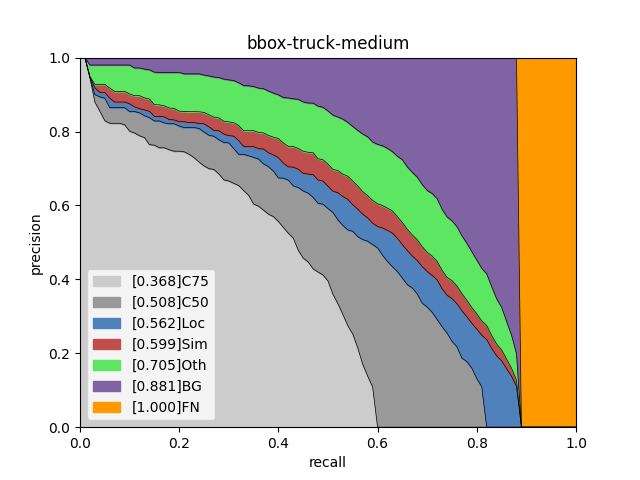 bbox-truck-medium
1.0
0.8
0.6
0.4
0.2
0.0
precision
[0.368]C75
[0.508]C50
[0.562]Loc
[0.599]Sim
[0.705]Oth
[0.881]BG
[1.000]FN
0.0 0.2 0.4 0.6 0.8 1.0
recall